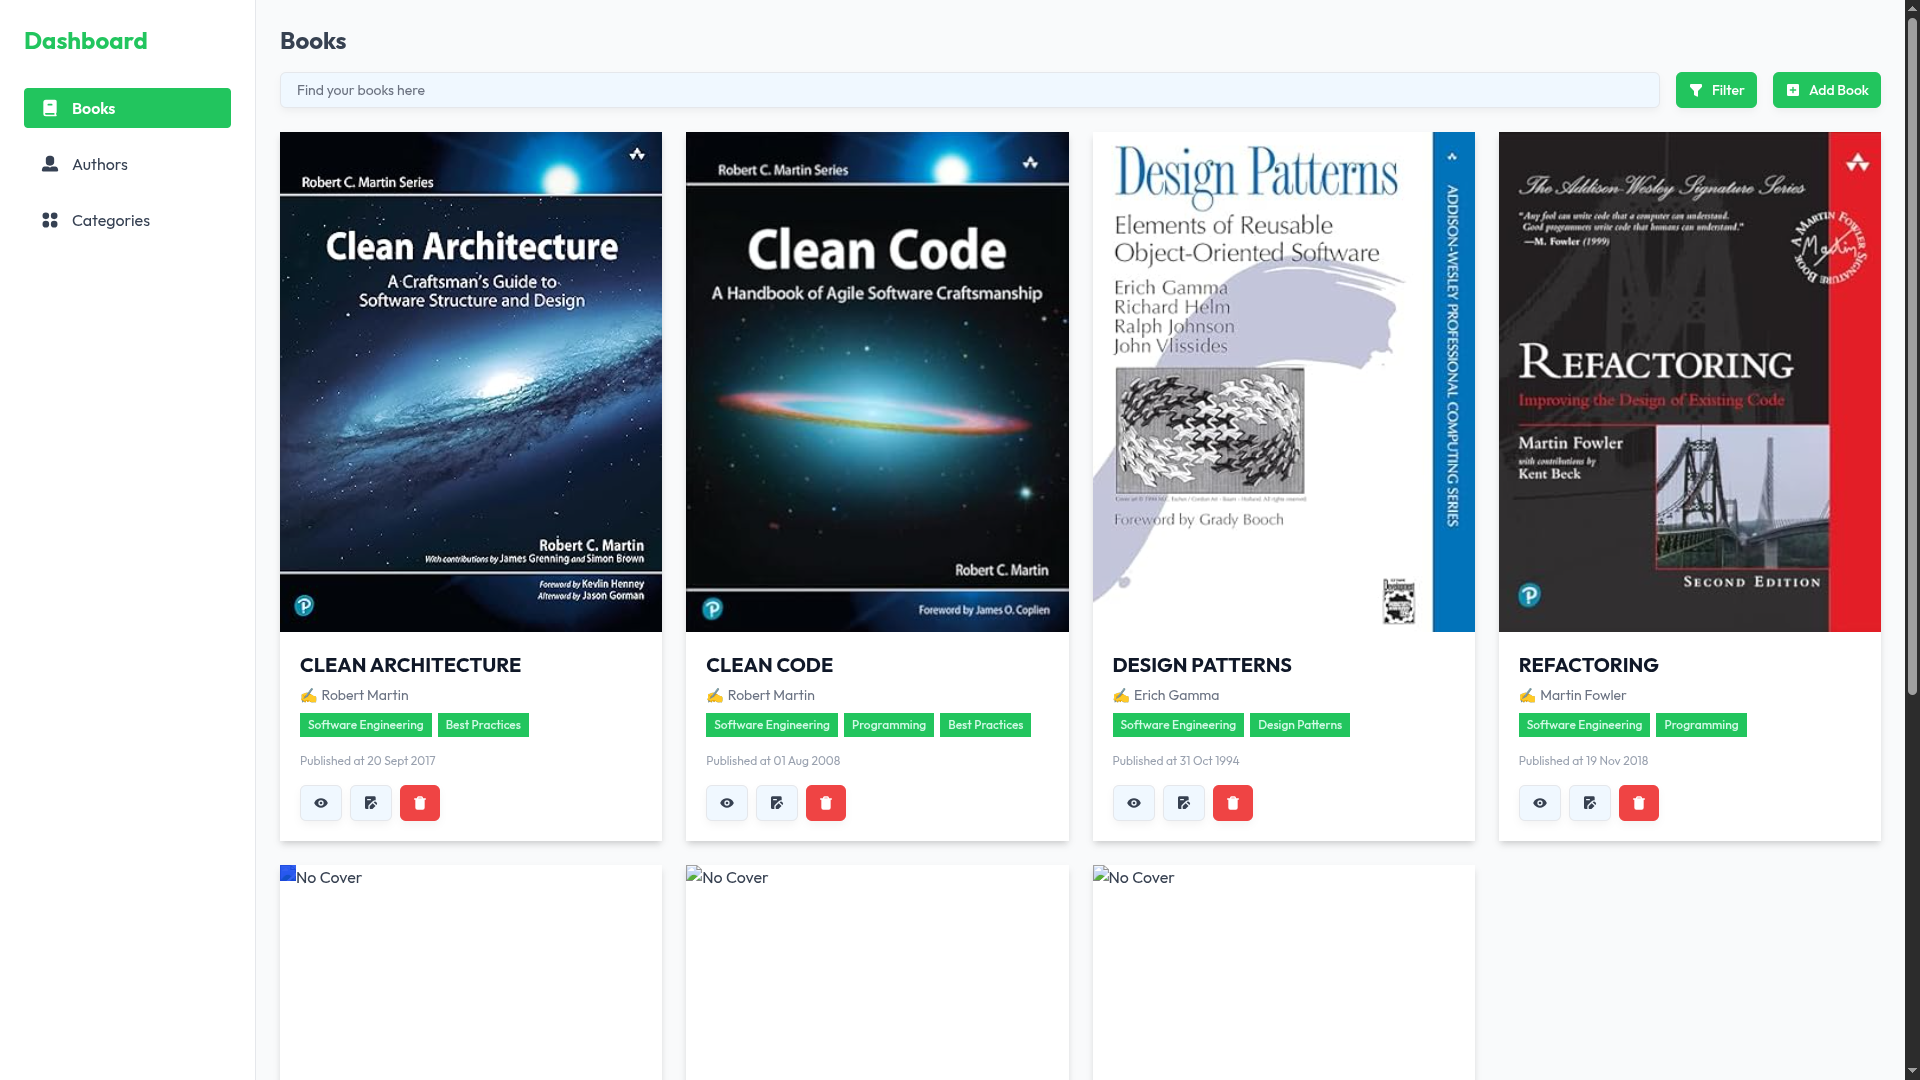 Dashboard
Books
Authors
Categories
Books
Find your books here
Filter
Add Book
Robert C. Martin Series
Clean Architecture
A Craftsman's Guide to
Software Structure and Design
Robert C. Martin
With contributions by James Grenning and Simon Brown
Foreword by Kevlin Henney
Afterword by Jason Gorman
CLEAN ARCHITECTURE
✍️ Robert Martin
Software Engineering Best Practices
Published at 20 Sept 2017
Robert C. Martin Series
Clean Code
A Handbook of Agile Software Craftsmanship
Robert C. Martin
Foreword by James O. Coplien
CLEAN CODE
✍️ Robert Martin
Software Engineering Programming Best Practices
Published at 01 Aug 2008
Design Patterns
Elements of Reusable
Object-Oriented Software
Erich Gamma
Richard Helm
Ralph Johnson
John Vlissides
Foreword by Grady Booch
ADDISON-WESLEY PROFESSIONAL COMPUTING SERIES
DESIGN PATTERNS
✍️ Erich Gamma
Software Engineering Design Patterns
Published at 31 Oct 1994
The Addison-Wesley Signature Series
"Any fool can write code that a computer can understand.
Good programmers write code that humans can understand."
—M. Fowler (1999)
A MARTIN FOWLER SIGNATURE BOOK
REFACTORING
Improving the Design of Existing Code
Martin Fowler
with contributions by
Kent Beck
SECOND EDITION
REFACTORING
✍️ Martin Fowler
Software Engineering Programming
Published at 19 Nov 2018
No Cover
No Cover
No Cover